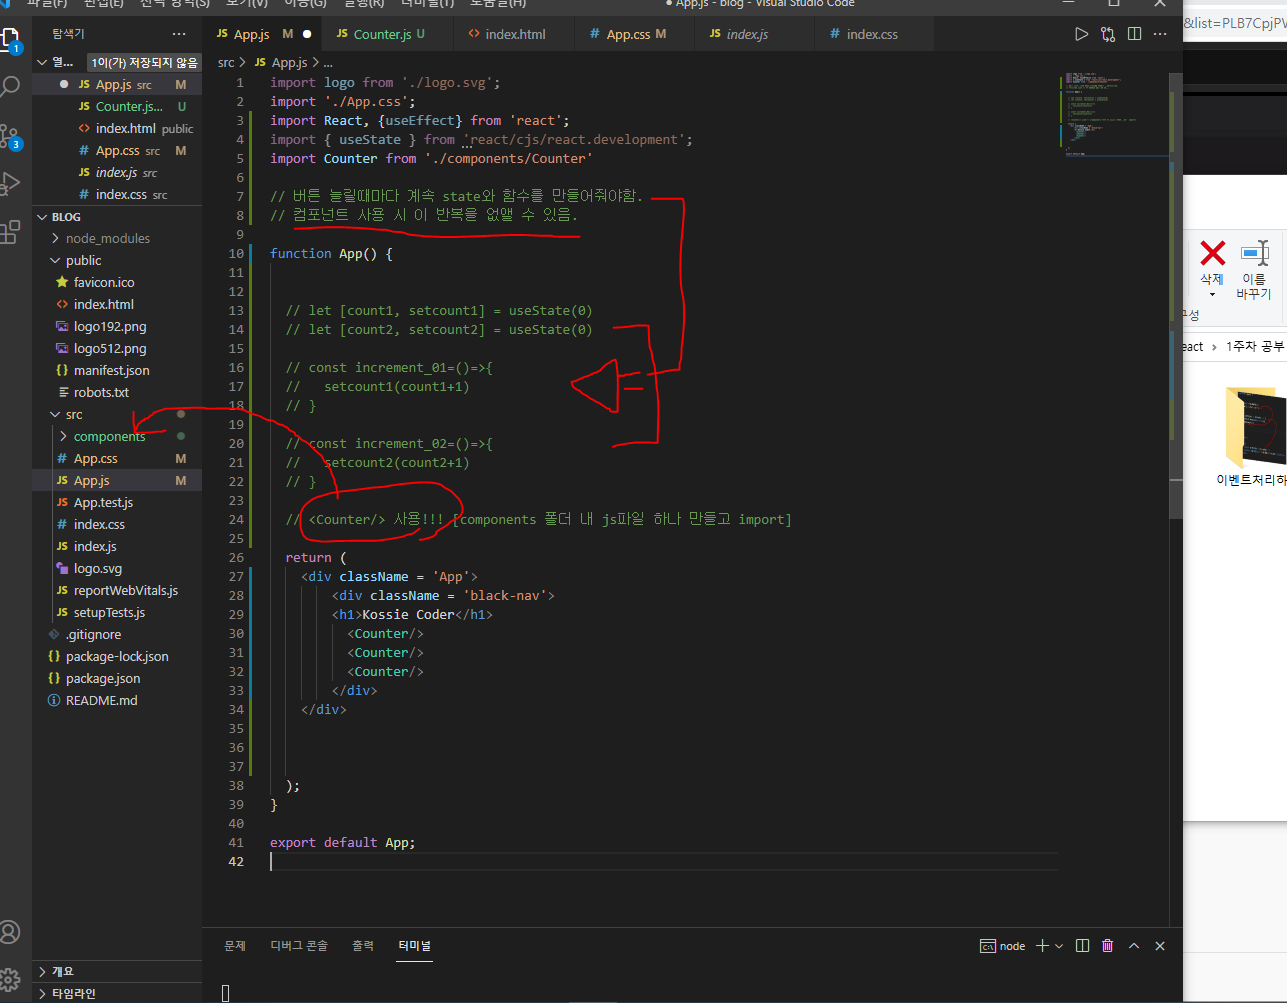 파일(F) 편집(E) 선택 영역(S) 보기(V) 이동(G) 실행(R) 터미널(T) 도움말(H)
● App.js - blog - Visual Studio Code
탐색기 ···
열... 1이(가) 저장되지 않음
● JS App.js src M
JS Counter.js... U
<> index.html public
# App.css src M
JS index.js src
# index.css src
BLOG
node_modules
public
favicon.ico
<> index.html
logo192.png
logo512.png
{} manifest.json
robots.txt
src
components
# App.css M
JS App.js M
JS App.test.js
# index.css
JS index.js
logo.svg
JS reportWebVitals.js
JS setupTests.js
.gitignore
{} package-lock.json
{} package.json
README.md
개요
타임라인
1
3
JS App.js M ●
JS Counter.js U
<> index.html
# App.css M
JS index.js
# index.css
src > JS App.js > ...
1 import logo from './logo.svg';
2 import './App.css';
3 import React, {useEffect} from 'react';
4 import { useState } from 'react/cjs/react.development';
5 import Counter from './components/Counter'
6
7 // 버튼 늘릴때마다 계속 state와 함수를 만들어줘야함.
8 // 컴포넌트 사용 시 이 반복을 없앨 수 있음.
9
10 function App() {
11
12
13 // let [count1, setcount1] = useState(0)
14 // let [count2, setcount2] = useState(0)
15
16 // const increment_01=()=>{
17 //   setcount1(count1+1)
18 // }
19
20 // const increment_02=()=>{
21 //   setcount2(count2+1)
22 // }
23
24 // <Counter/> 사용!!! [components 폴더 내 js파일 하나 만들고 import]
25
26 return (
27 <div className = 'App'>
28 <div className = 'black-nav'>
29 <h1>Kossie Coder</h1>
30 <Counter/>
31 <Counter/>
32 <Counter/>
33 </div>
34 </div>
35
36
37
38 );
39 }
40
41 export default App;
42
문제 디버그 콘솔 출력 터미널
node
&list=PLB7CpjPV
삭제
이름
바꾸기
구성
eact > 1주차 공부
이벤트처리하